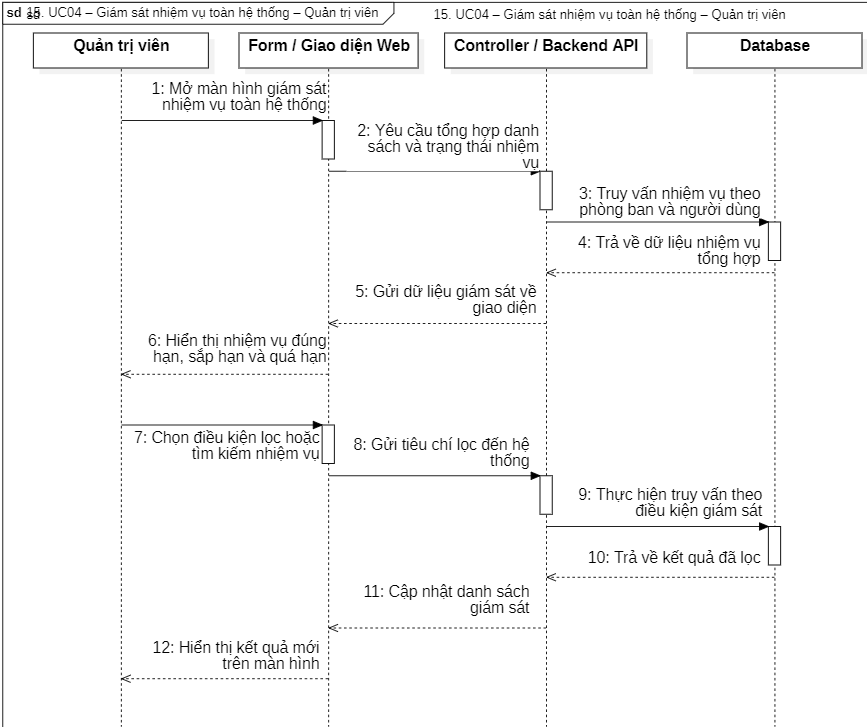 sd 15. UC04 – Giám sát nhiệm vụ toàn hệ thống – Quản trị viên
15. UC04 – Giám sát nhiệm vụ toàn hệ thống – Quản trị viên
Quản trị viên
Form / Giao diện Web
Controller / Backend API
Database
1: Mở màn hình giám sát
nhiệm vụ toàn hệ thống
2: Yêu cầu tổng hợp danh
sách và trạng thái nhiệm
vụ
3: Truy vấn nhiệm vụ theo
phòng ban và người dùng
4: Trả về dữ liệu nhiệm vụ
tổng hợp
5: Gửi dữ liệu giám sát về
giao diện
6: Hiển thị nhiệm vụ đúng
hạn, sắp hạn và quá hạn
7: Chọn điều kiện lọc hoặc
tìm kiếm nhiệm vụ
8: Gửi tiêu chí lọc đến hệ
thống
9: Thực hiện truy vấn theo
điều kiện giám sát
10: Trả về kết quả đã lọc
11: Cập nhật danh sách
giám sát
12: Hiển thị kết quả mới
trên màn hình